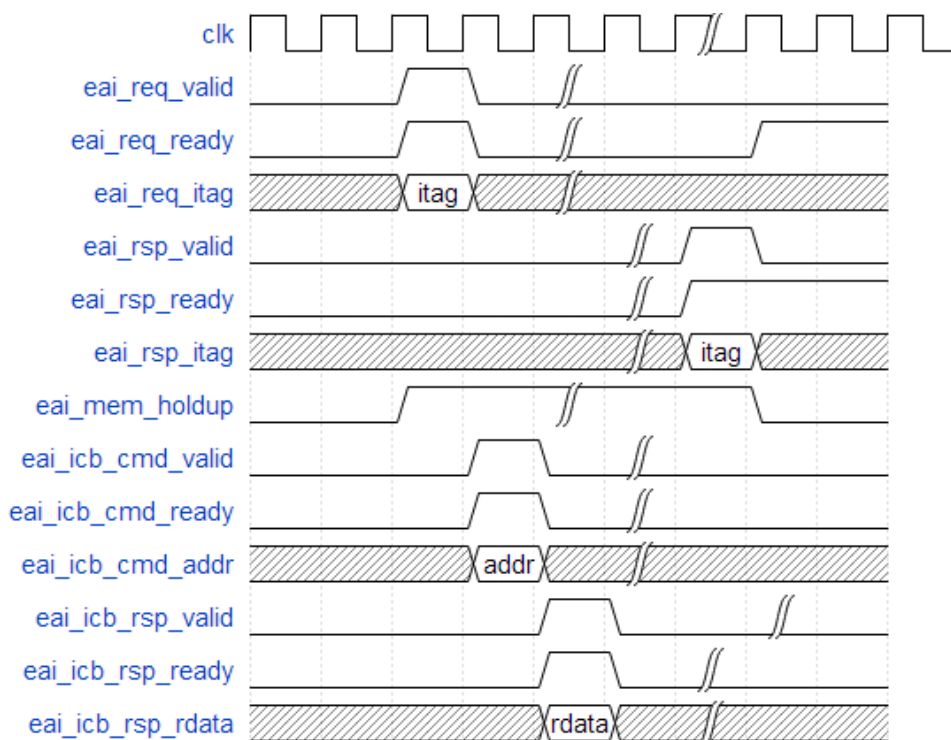 clk
eai_req_valid
eai_req_ready
eai_req_itag itag
eai_rsp_valid
eai_rsp_ready
eai_rsp_itag itag
eai_mem_holdup
eai_icb_cmd_valid
eai_icb_cmd_ready
eai_icb_cmd_addr addr
eai_icb_rsp_valid
eai_icb_rsp_ready
eai_icb_rsp_rdata rdata